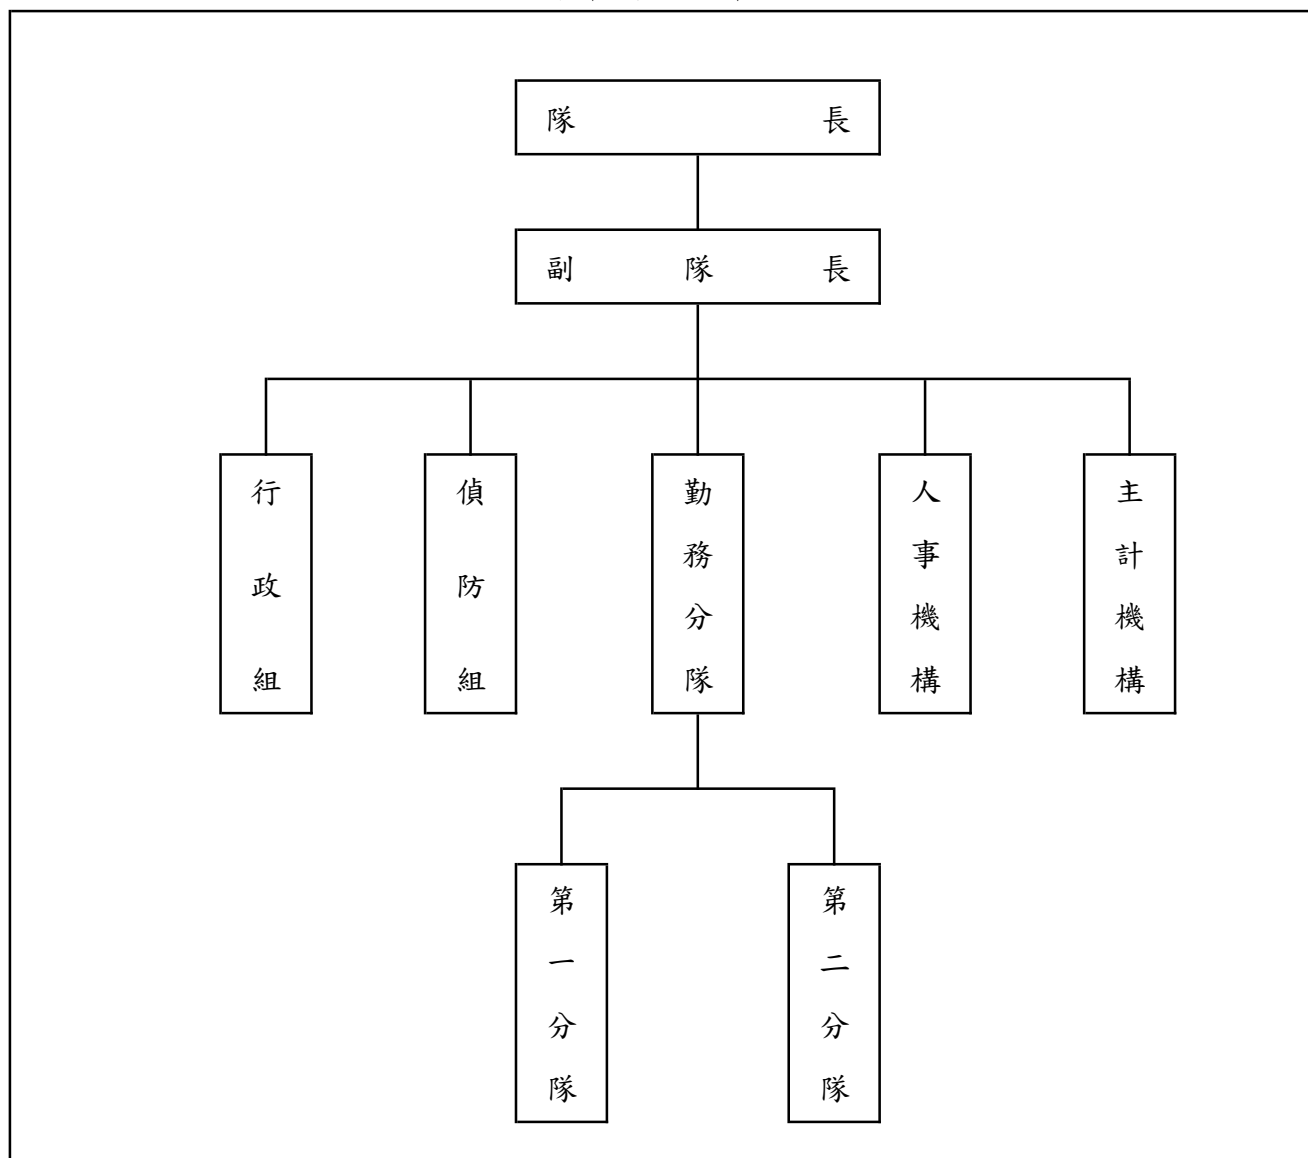 隊長
副隊長
行政組
偵防組
勤務分隊
人事機構
主計機構
第一分隊
第二分隊